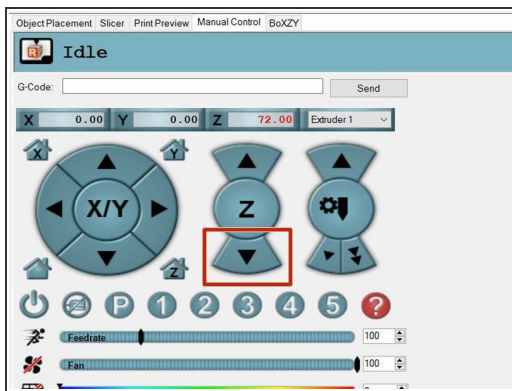 Object Placement Slicer Print Preview Manual Control BoXZY
R Idle
G-Code: Send
X 0.00 Y 0.00 Z 72.00 Extruder 1
X Y
X/Y Z
Z
P 1 2 3 4 5 ?
Feedrate 100
Fan 100